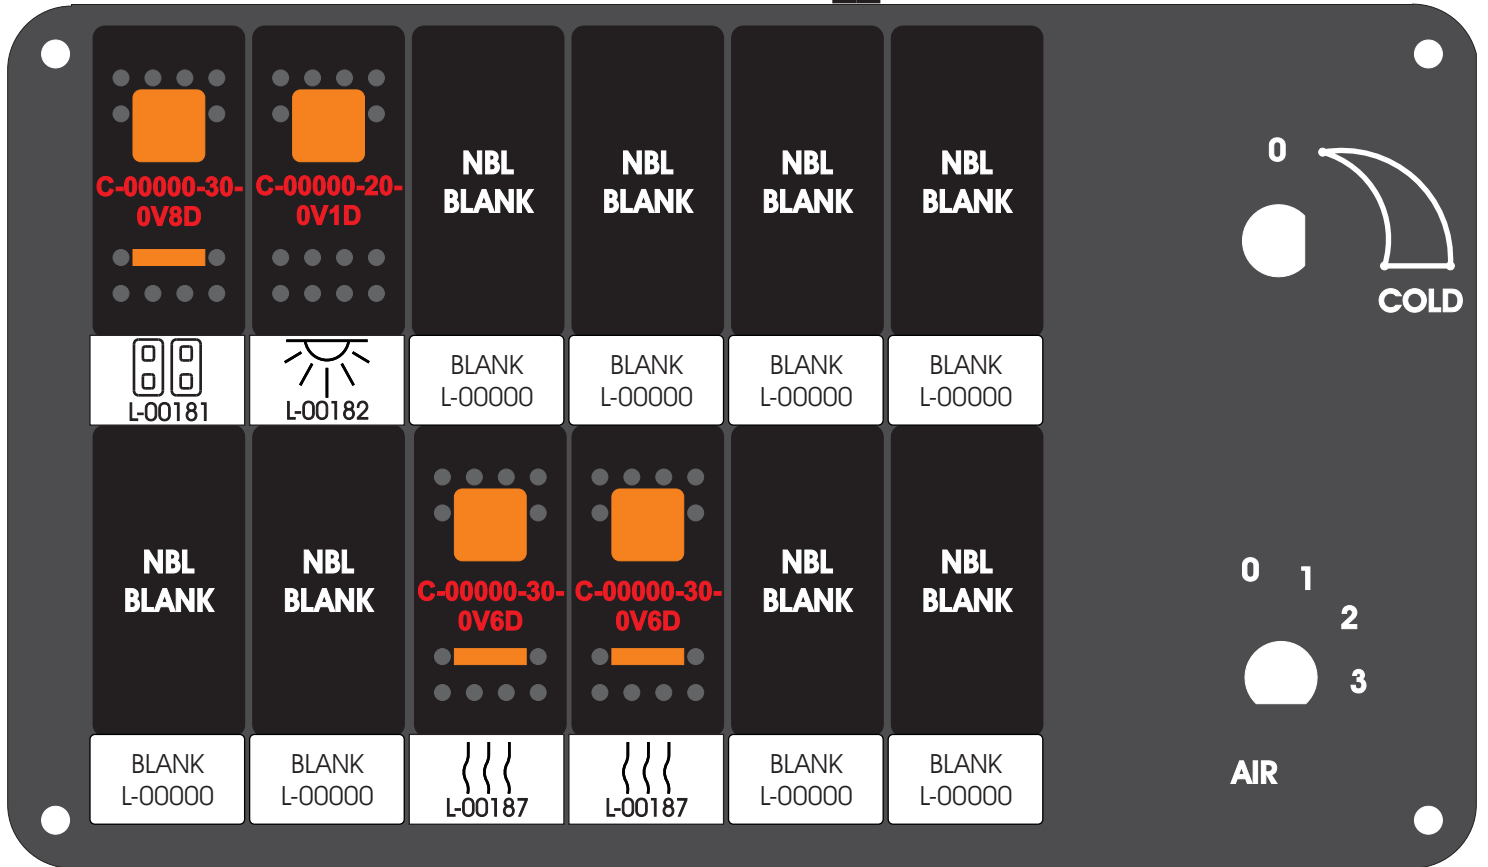 C-00000-30-
0V8D
C-00000-20-
0V1D
NBL
BLANK
NBL
BLANK
NBL
BLANK
NBL
BLANK
0
COLD
L-00181
L-00182
BLANK
L-00000
BLANK
L-00000
BLANK
L-00000
BLANK
L-00000
NBL
BLANK
NBL
BLANK
C-00000-30-
0V6D
C-00000-30-
0V6D
NBL
BLANK
NBL
BLANK
0
1
2
3
AIR
BLANK
L-00000
BLANK
L-00000
L-00187
L-00187
BLANK
L-00000
BLANK
L-00000